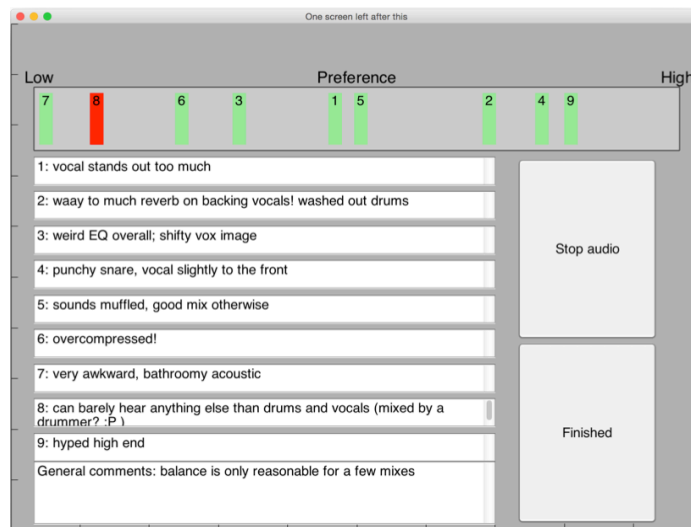 One screen left after this
Low Preference High
7 8 6 3 1 5 2 4 9
1: vocal stands out too much
2: waay to much reverb on backing vocals! washed out drums
3: weird EQ overall; shifty vox image
4: punchy snare, vocal slightly to the front
5: sounds muffled, good mix otherwise
6: overcompressed!
7: very awkward, bathroomy acoustic
8: can barely hear anything else than drums and vocals (mixed by a
drummer? :P )
9: hyped high end
General comments: balance is only reasonable for a few mixes
Stop audio
Finished